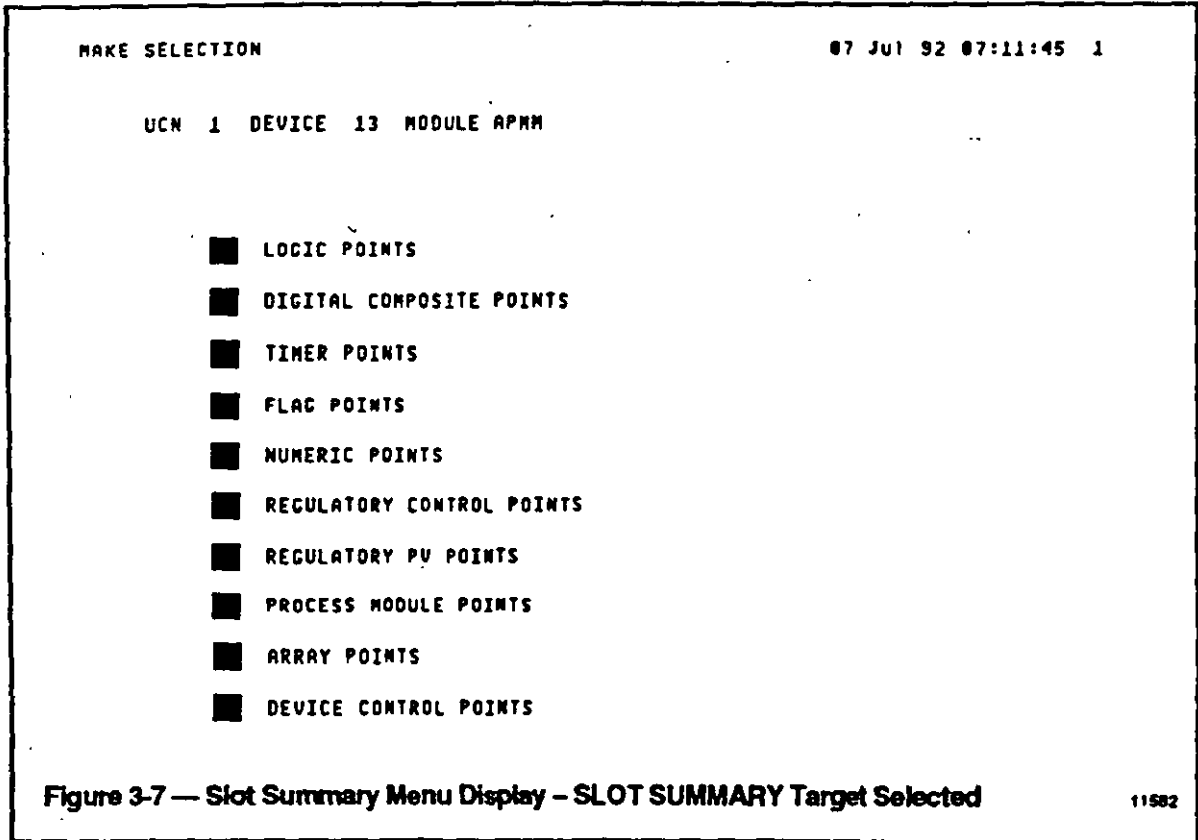 MAKE SELECTION 07 Jul 92 07:11:45 1
UCN 1 DEVICE 13 MODULE APMM
LOGIC POINTS
DIGITAL COMPOSITE POINTS
TIMER POINTS
FLAG POINTS
NUMERIC POINTS
REGULATORY CONTROL POINTS
REGULATORY PV POINTS
PROCESS MODULE POINTS
ARRAY POINTS
DEVICE CONTROL POINTS
Figure 3-7 — Slot Summary Menu Display – SLOT SUMMARY Target Selected 11582